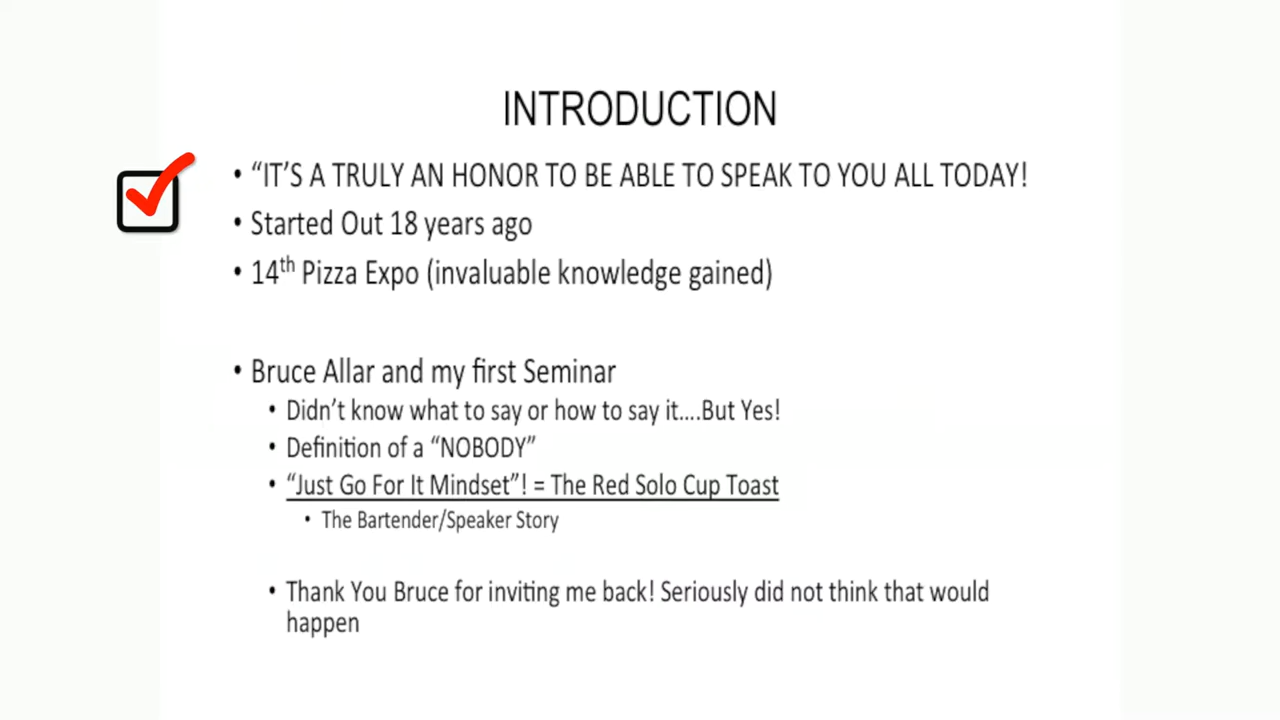 INTRODUCTION
• “IT’S A TRULY AN HONOR TO BE ABLE TO SPEAK TO YOU ALL TODAY!
• Started Out 18 years ago
• 14th Pizza Expo (invaluable knowledge gained)
• Bruce Allar and my first Seminar
• Didn’t know what to say or how to say it....But Yes!
• Definition of a “NOBODY”
• “Just Go For It Mindset”! = The Red Solo Cup Toast
• The Bartender/Speaker Story
• Thank You Bruce for inviting me back! Seriously did not think that would
happen